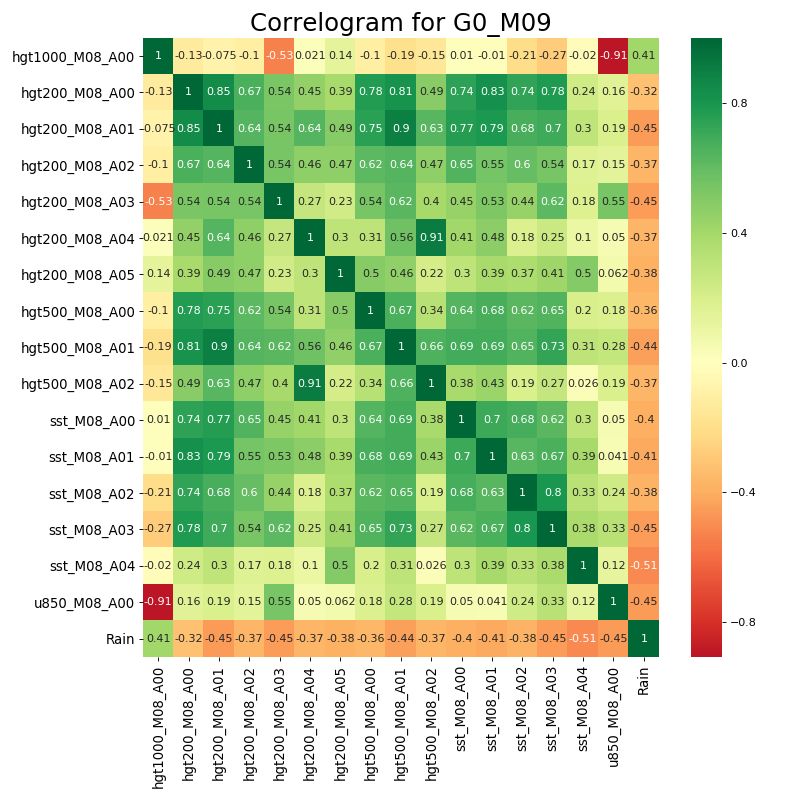 Correlogram for G0_M09
hgt1000_M08_A00 1 -0.13 -0.075 -0.1 -0.53 0.021 0.14 -0.1 -0.19 -0.15 0.01 -0.01 -0.21 -0.27 -0.02 -0.91 0.41
hgt200_M08_A00 -0.13 1 0.85 0.67 0.54 0.45 0.39 0.78 0.81 0.49 0.74 0.83 0.74 0.78 0.24 0.16 -0.32
hgt200_M08_A01 -0.075 0.85 1 0.64 0.54 0.64 0.49 0.75 0.9 0.63 0.77 0.79 0.68 0.7 0.3 0.19 -0.45
hgt200_M08_A02 -0.1 0.67 0.64 1 0.54 0.46 0.47 0.62 0.64 0.47 0.65 0.55 0.6 0.54 0.17 0.15 -0.37
hgt200_M08_A03 -0.53 0.54 0.54 0.54 1 0.27 0.23 0.54 0.62 0.4 0.45 0.53 0.44 0.62 0.18 0.55 -0.45
hgt200_M08_A04 0.021 0.45 0.64 0.46 0.27 1 0.3 0.31 0.56 0.91 0.41 0.48 0.18 0.25 0.1 0.05 -0.37
hgt200_M08_A05 0.14 0.39 0.49 0.47 0.23 0.3 1 0.5 0.46 0.22 0.3 0.39 0.37 0.41 0.5 0.062 -0.38
hgt500_M08_A00 -0.1 0.78 0.75 0.62 0.54 0.31 0.5 1 0.67 0.34 0.64 0.68 0.62 0.65 0.2 0.18 -0.36
hgt500_M08_A01 -0.19 0.81 0.9 0.64 0.62 0.56 0.46 0.67 1 0.66 0.69 0.69 0.65 0.73 0.31 0.28 -0.44
hgt500_M08_A02 -0.15 0.49 0.63 0.47 0.4 0.91 0.22 0.34 0.66 1 0.38 0.43 0.19 0.27 0.026 0.19 -0.37
sst_M08_A00 0.01 0.74 0.77 0.65 0.45 0.41 0.3 0.64 0.69 0.38 1 0.7 0.68 0.62 0.3 0.05 -0.4
sst_M08_A01 -0.01 0.83 0.79 0.55 0.53 0.48 0.39 0.68 0.69 0.43 0.7 1 0.63 0.67 0.39 0.041 -0.41
sst_M08_A02 -0.21 0.74 0.68 0.6 0.44 0.18 0.37 0.62 0.65 0.19 0.68 0.63 1 0.8 0.33 0.24 -0.38
sst_M08_A03 -0.27 0.78 0.7 0.54 0.62 0.25 0.41 0.65 0.73 0.27 0.62 0.67 0.8 1 0.38 0.33 -0.45
sst_M08_A04 -0.02 0.24 0.3 0.17 0.18 0.1 0.5 0.2 0.31 0.026 0.3 0.39 0.33 0.38 1 0.12 -0.51
u850_M08_A00 -0.91 0.16 0.19 0.15 0.55 0.05 0.062 0.18 0.28 0.19 0.05 0.041 0.24 0.33 0.12 1 -0.45
Rain 0.41 -0.32 -0.45 -0.37 -0.45 -0.37 -0.38 -0.36 -0.44 -0.37 -0.4 -0.41 -0.38 -0.45 -0.51 -0.45 1
hgt1000_M08_A00
hgt200_M08_A00
hgt200_M08_A01
hgt200_M08_A02
hgt200_M08_A03
hgt200_M08_A04
hgt200_M08_A05
hgt500_M08_A00
hgt500_M08_A01
hgt500_M08_A02
sst_M08_A00
sst_M08_A01
sst_M08_A02
sst_M08_A03
sst_M08_A04
u850_M08_A00
Rain
0.8
0.4
0.0
−0.4
−0.8